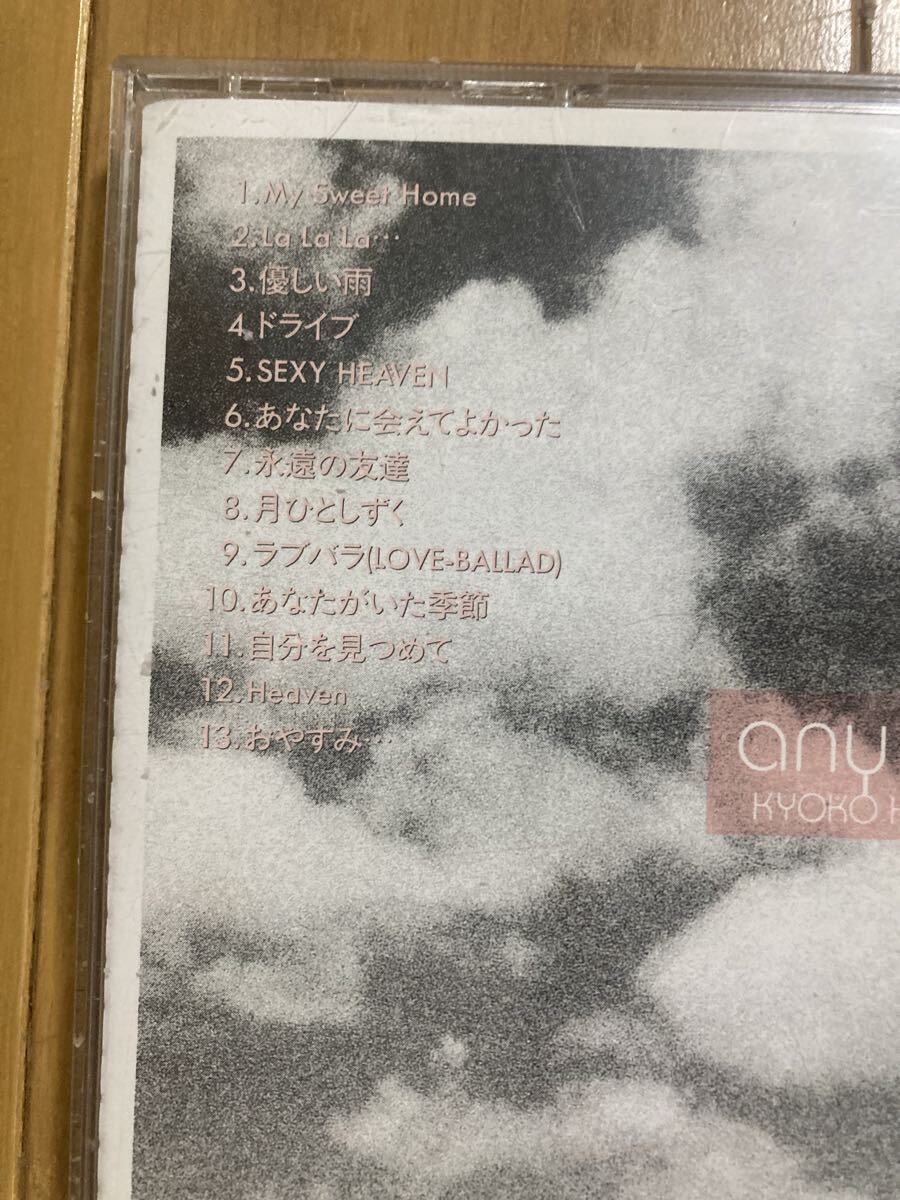 1.My Sweet Home
2.La La La…
3.優しい雨
4.ドライブ
5.SEXY HEAVEN
6.あなたに会えてよかった
7.永遠の友達
8.月ひとしずく
9.ラブバラ(LOVE-BALLAD)
10.あなたがいた季節
11.自分を見つめて
12.Heaven
13.おやすみ…
any
KYOKO